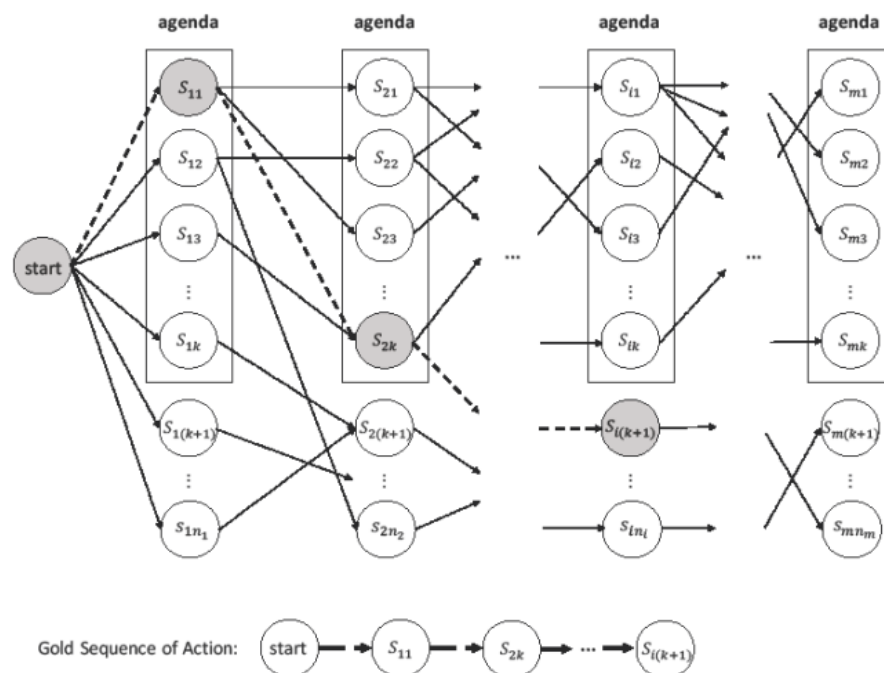 agenda agenda agenda agenda
S11 S21 Si1 Sm1
S12 S22 Si2 Sm2
S13 S23 Si3 Sm3
start
... ...
⋮ ⋮ ⋮ ⋮
S1k S2k Sik Smk
S1(k+1) S2(k+1) Si(k+1) Sm(k+1)
⋮ ⋮ ⋮ ⋮
S1n1 S2n2 Sini Smnm
Gold Sequence of Action: start S11 S2k ... Si(k+1)